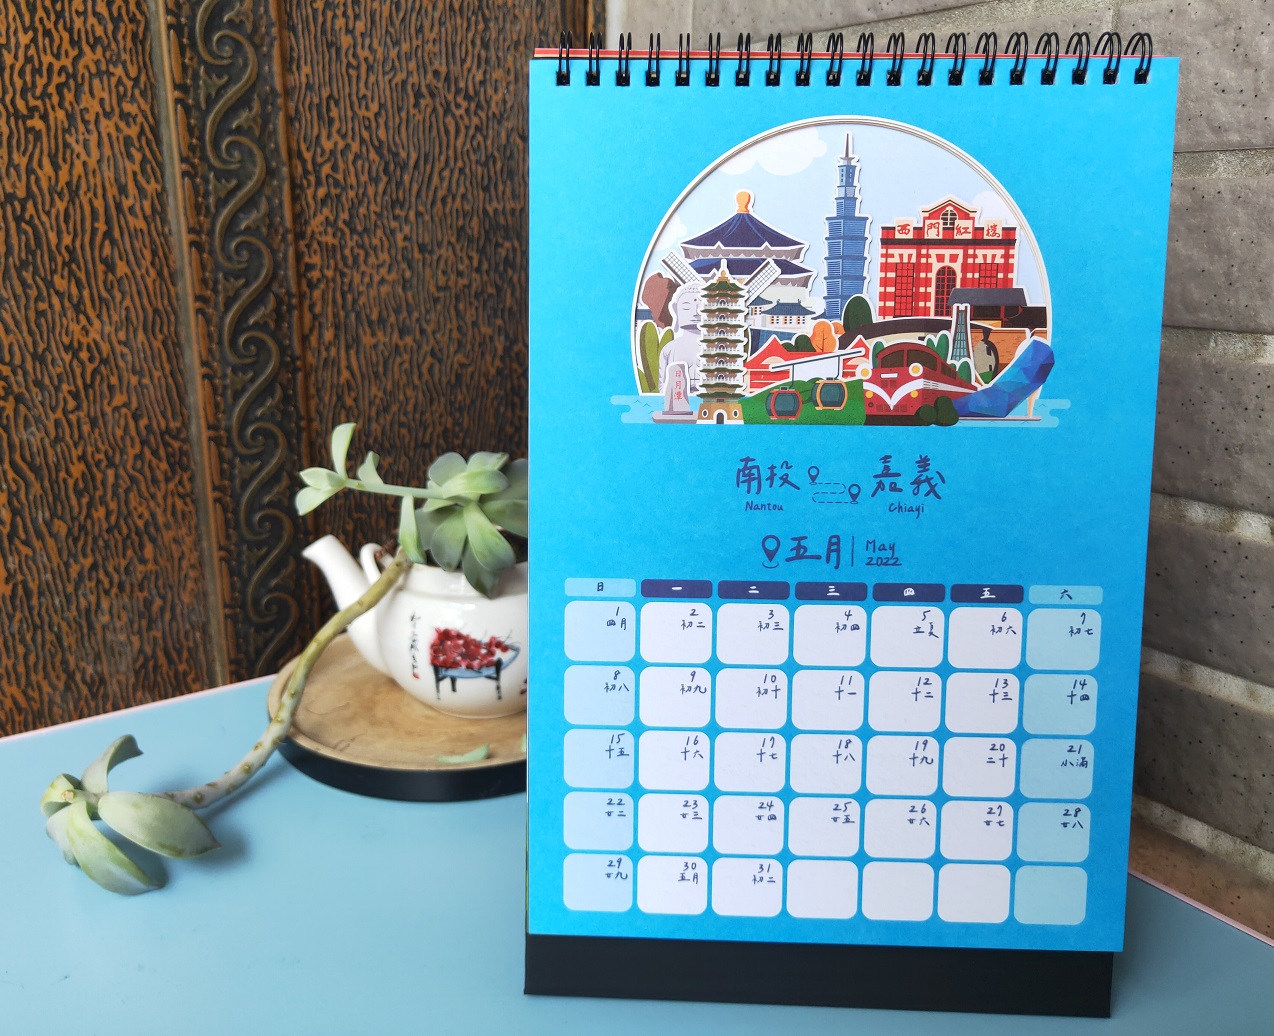 西門紅樓
日月潭
南投 嘉義
Nantou Chiayi
五月 May
2022
日 一 二 三 四 五 六
1 2 3 4 5 6 7
四月 初二 初三 初四 立夏 初六 初七
8 9 10 11 12 13 14
初八 初九 初十 十一 十二 十三 十四
15 16 17 18 19 20 21
十五 十六 十七 十八 十九 二十 小滿
22 23 24 25 26 27 28
廿二 廿三 廿四 廿五 廿六 廿七 廿八
29 30 31
廿九 五月 初二